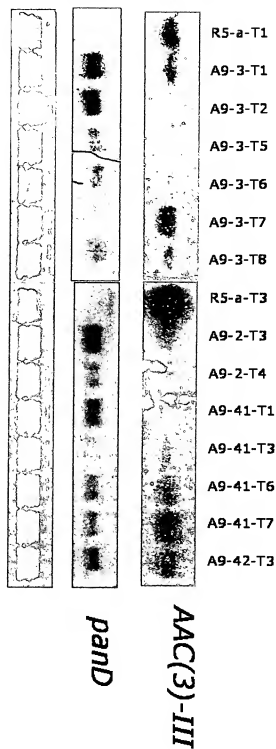 R5-a-T1
A9-3-T1
A9-3-T2
A9-3-T5
A9-3-T6
A9-3-T7
A9-3-T8
R5-a-T3
A9-2-T3
A9-2-T4
A9-41-T1
A9-41-T3
A9-41-T6
A9-41-T7
A9-42-T3
panD
AAC(3)-III